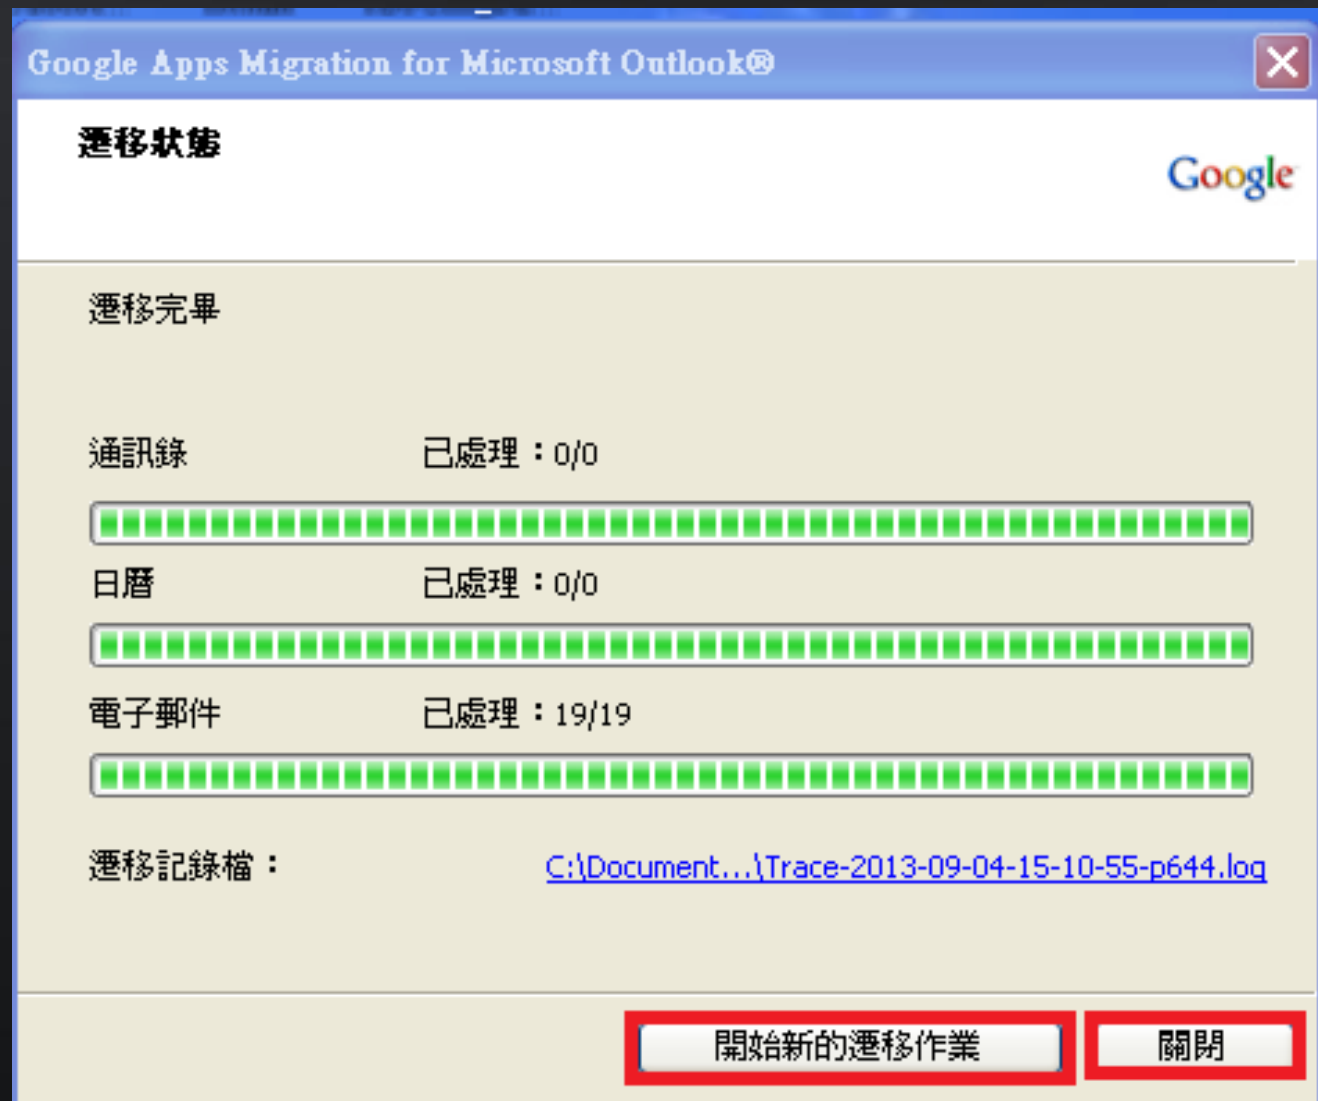 Google Apps Migration for Microsoft Outlook®
遷移狀態
Google
遷移完畢
通訊錄 已處理：0/0
日曆 已處理：0/0
電子郵件 已處理：19/19
遷移記錄檔： C:\Document...\Trace-2013-09-04-15-10-55-p644.log
開始新的遷移作業 關閉